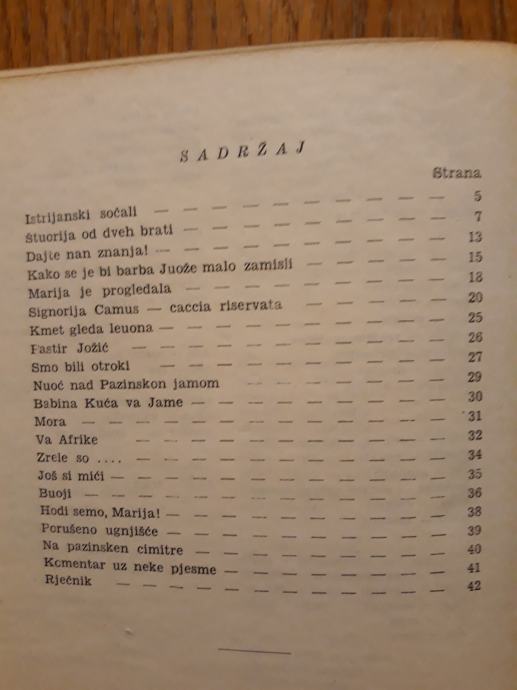 SADRŽAJ
Strana
Istrijanski sočali — — — — — — — — — — 5
Štuorija od dveh brati — — — — — — — — — 7
Dajte nan znanja! — — — — — — — — — — 13
Kako se je bi barba Juože malo zamisli — — — — — 15
Marija je progledala — — — — — — — — — 18
Signorija Camus — caccia riservata — — — — — 20
Kmet gleda leuona — — — — — — — — — — 25
Pastir Jožić — — — — — — — — — — 26
Smo bili otroki — — — — — — — — — 27
Nuoć nad Pazinskon jamom — — — — — — — 29
Babina Kuća va Jame — — — — — — — — — 30
Mora — — — — — — — — — — — — 31
Va Afrike — — — — — — — — — — 32
Zrele so .... — — — — — — — — — — 34
Još si mići — — — — — — — — — — — 35
Buoji — — — — — — — — — — — — 36
Hodi semo, Marija! — — — — — — — — — — 38
Porušeno ugnjišće — — — — — — — — — — 39
Na pazinsken cimitre — — — — — — — — — 40
Komentar uz neke pjesme — — — — — — — — 41
Rječnik — — — — — — — — — — — 42